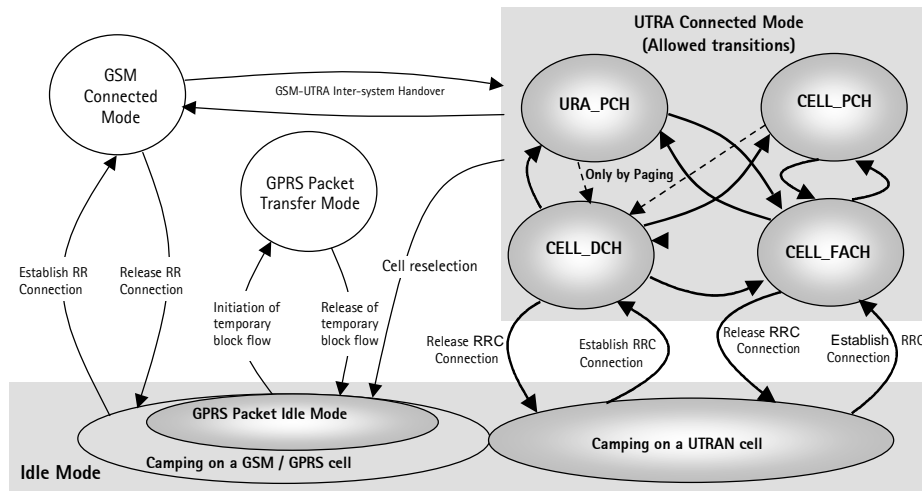 UTRA Connected Mode
(Allowed transitions)
GSM
Connected
Mode
GSM-UTRA Inter-system Handover
URA_PCH
CELL_PCH
Only by Paging
GPRS Packet
Transfer Mode
CELL_DCH
CELL_FACH
Cell reselection
Establish RR
Connection
Release RR
Connection
Initiation of
temporary
block flow
Release of
temporary
block flow
Release RRC
Connection
Establish RRC
Connection
Release RRC
Connection
Establish RRC
Connection
GPRS Packet Idle Mode
Camping on a GSM / GPRS cell
Camping on a UTRAN cell
Idle Mode